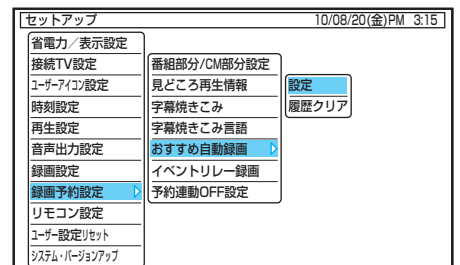 セットアップ 10/08/20(金)PM 3:15
省電力／表示設定
接続TV設定
ユーザーアイコン設定
時刻設定
再生設定
音声出力設定
録画設定
録画予約設定
リモコン設定
ユーザー設定リセット
システム・バージョンアップ
番組部分/CM部分設定
見どころ再生情報
字幕焼きこみ
字幕焼きこみ言語
おすすめ自動録画
イベントリレー録画
予約連動OFF設定
設定
履歴クリア